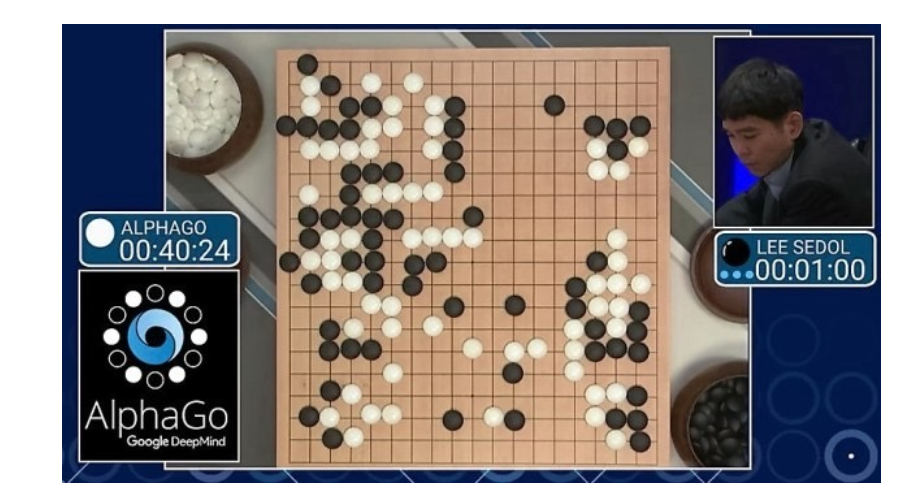 ALPHAGO
00:40:24
LEE SEDOL
00:01:00
AlphaGo
Google DeepMind